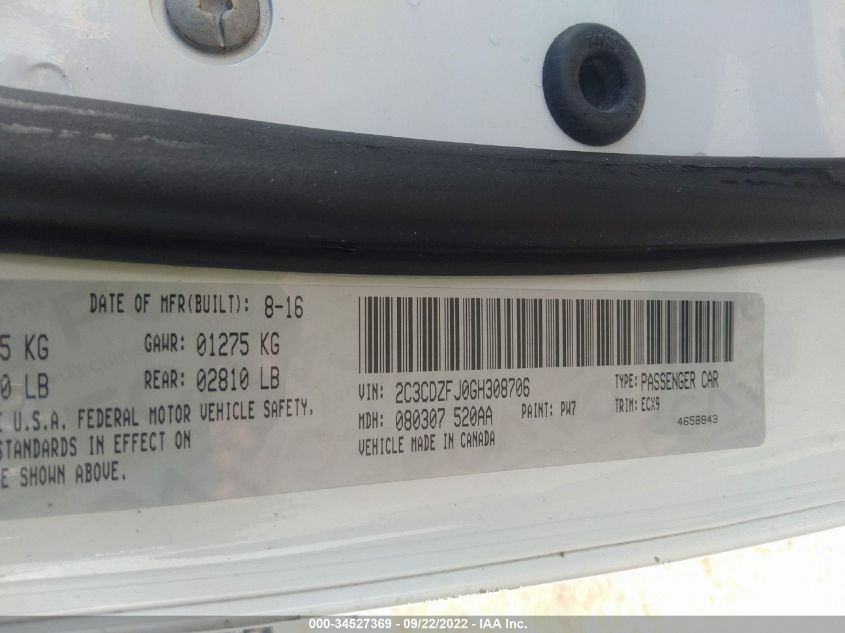 DATE OF MFR(BUILT): 8-16
5 KG GAWR: 01275 KG
0 LB REAR: 02810 LB
E U.S.A. FEDERAL MOTOR VEHICLE SAFETY,
STANDARDS IN EFFECT ON
E SHOWN ABOVE.
VIN: 2C3CDZFJ0GH308706 TYPE: PASSENGER CAR
MDH: 080307 520AA PAINT: PW7 TRIM: ECX9
VEHICLE MADE IN CANADA 4658843
000-34527369 - 09/22/2022 - IAA Inc.